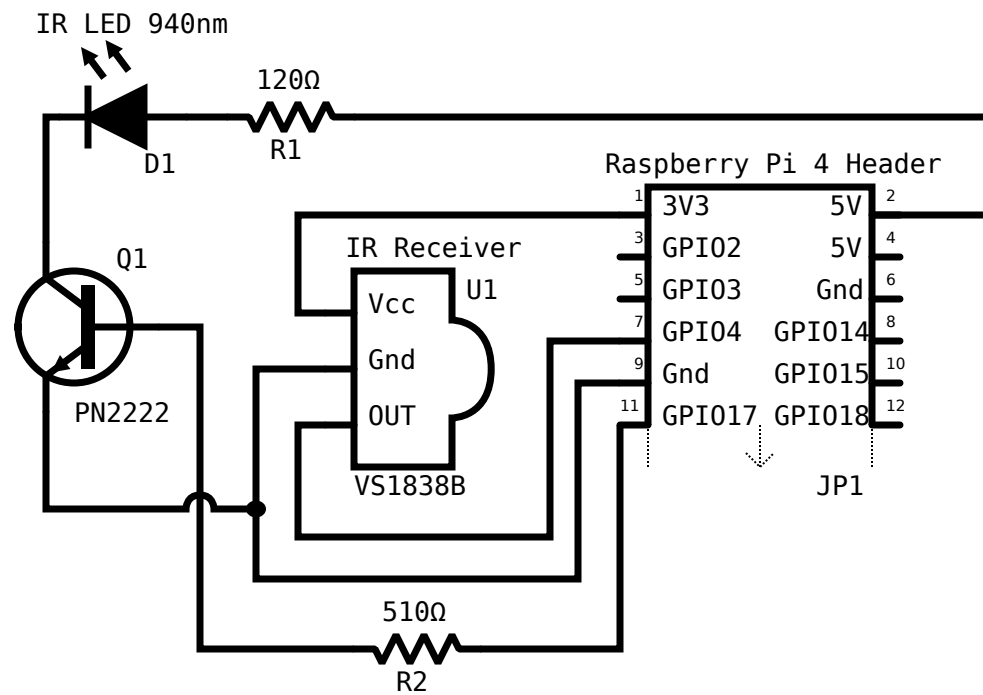 IR LED 940nm
120Ω
R1
D1
Raspberry Pi 4 Header
1 3V3 5V 2
3 GPIO2 5V 4
5 GPIO3 Gnd 6
7 GPIO4 GPIO14 8
9 Gnd GPIO15 10
11 GPIO17 GPIO18 12
JP1
IR Receiver
U1
Vcc
Gnd
OUT
VS1838B
Q1
PN2222
510Ω
R2